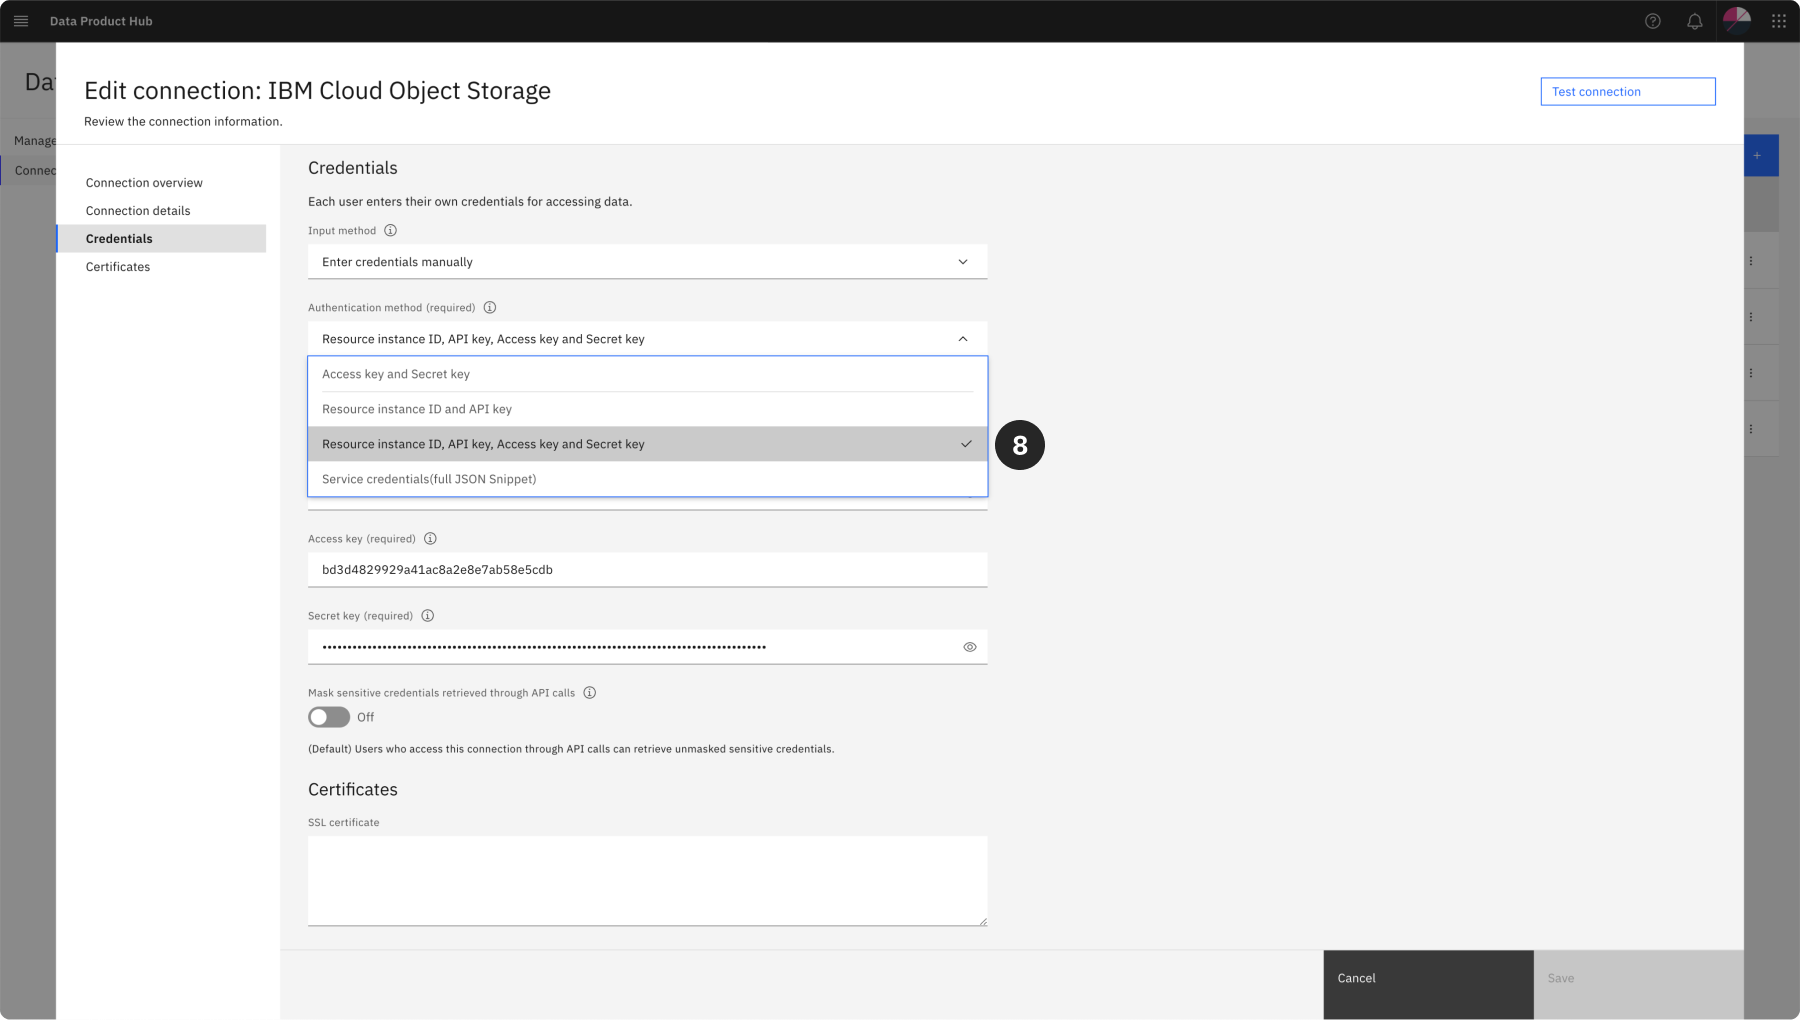 Data Product Hub
Da
Edit connection: IBM Cloud Object Storage
Test connection
Review the connection information.
Manage
Connec
Connection overview
Connection details
Credentials
Certificates
Credentials
Each user enters their own credentials for accessing data.
Input method
Enter credentials manually
Authentication method (required)
Resource instance ID, API key, Access key and Secret key
Access key and Secret key
Resource instance ID and API key
Resource instance ID, API key, Access key and Secret key
8
Service credentials(full JSON Snippet)
Access key (required)
bd3d4829929a41ac8a2e8e7ab58e5cdb
Secret key (required)
Mask sensitive credentials retrieved through API calls
Off
(Default) Users who access this connection through API calls can retrieve unmasked sensitive credentials.
Certificates
SSL certificate
Cancel
Save